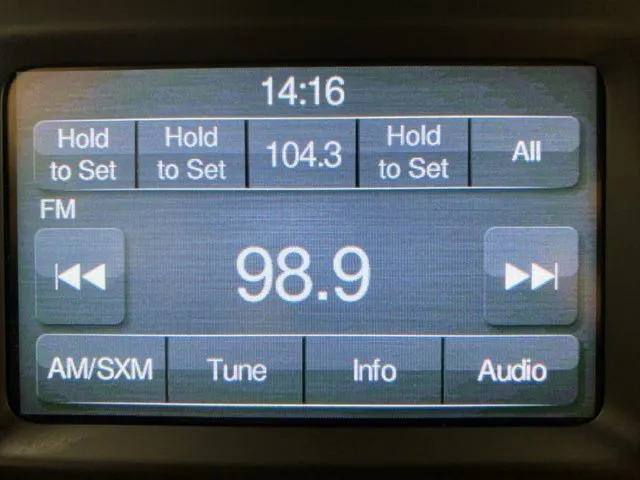 14:16
Hold to Set
Hold to Set
104.3
Hold to Set
All
FM
98.9
AM/SXM
Tune
Info
Audio